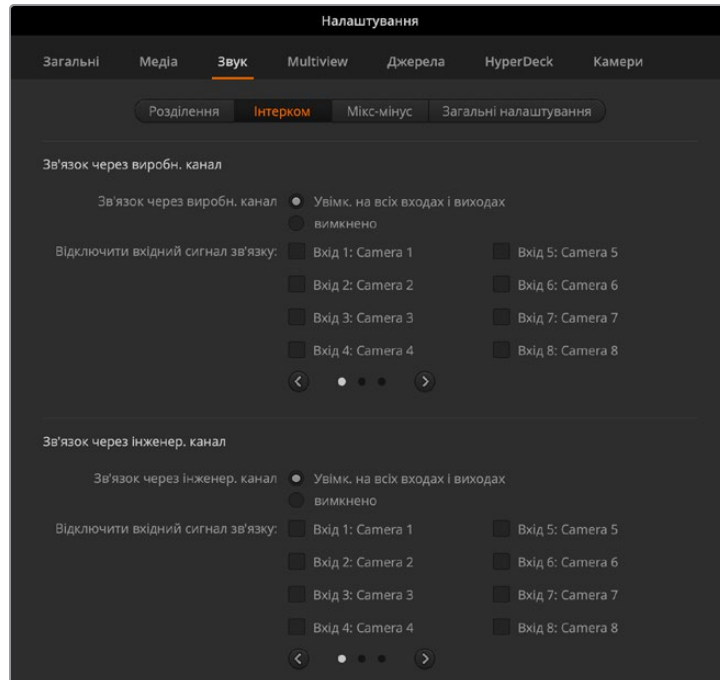 Налаштування
Загальні Медіа Звук Multiview Джерела HyperDeck Камери
Розділення Інтерком Мікс-мінус Загальні налаштування
Зв'язок через виробн. канал
Зв'язок через виробн. канал Увімк. на всіх входах і виходах
вимкнено
Відключити вхідний сигнал зв'язку: Вхід 1: Camera 1 Вхід 5: Camera 5
Вхід 2: Camera 2 Вхід 6: Camera 6
Вхід 3: Camera 3 Вхід 7: Camera 7
Вхід 4: Camera 4 Вхід 8: Camera 8
Зв'язок через інженер. канал
Зв'язок через інженер. канал Увімк. на всіх входах і виходах
вимкнено
Відключити вхідний сигнал зв'язку: Вхід 1: Camera 1 Вхід 5: Camera 5
Вхід 2: Camera 2 Вхід 6: Camera 6
Вхід 3: Camera 3 Вхід 7: Camera 7
Вхід 4: Camera 4 Вхід 8: Camera 8